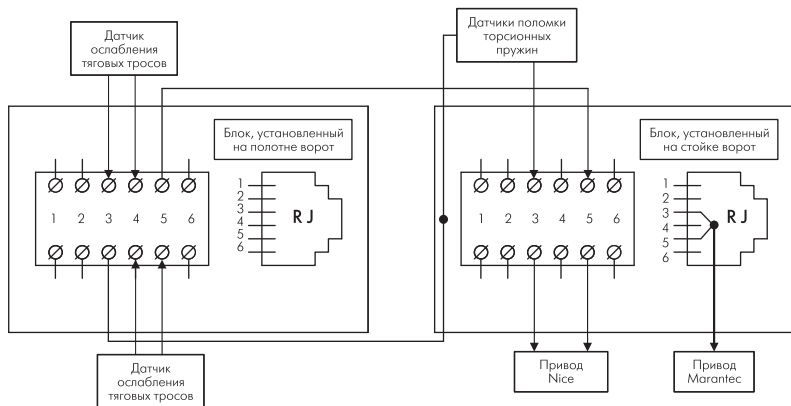 Датчик
ослабления
тяговых тросов
Датчики поломки
торсионных
пружин
Блок, установленный
на полотне ворот
1 2 3 4 5 6
1
2
3
4
5
6
RJ
Блок, установленный
на стойке ворот
1 2 3 4 5 6
1
2
3
4
5
6
RJ
Датчик
ослабления
тяговых тросов
Привод
Nice
Привод
Marantec